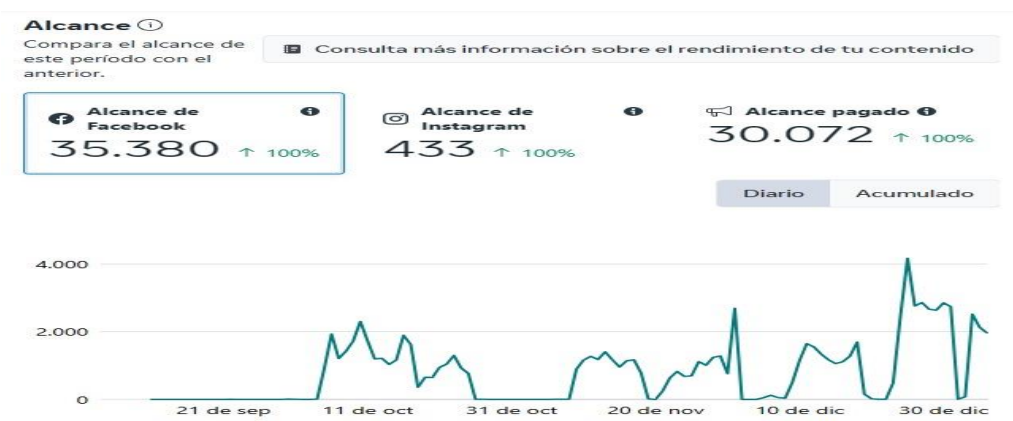 Alcance
Compara el alcance de
este período con el
anterior.
Consulta más información sobre el rendimiento de tu contenido
Alcance de
Facebook
35.380 ↑ 100%
Alcance de
Instagram
433 ↑ 100%
Alcance pagado
30.072 ↑ 100%
Diario Acumulado
4.000
2.000
0
21 de sep 11 de oct 31 de oct 20 de nov 10 de dic 30 de dic